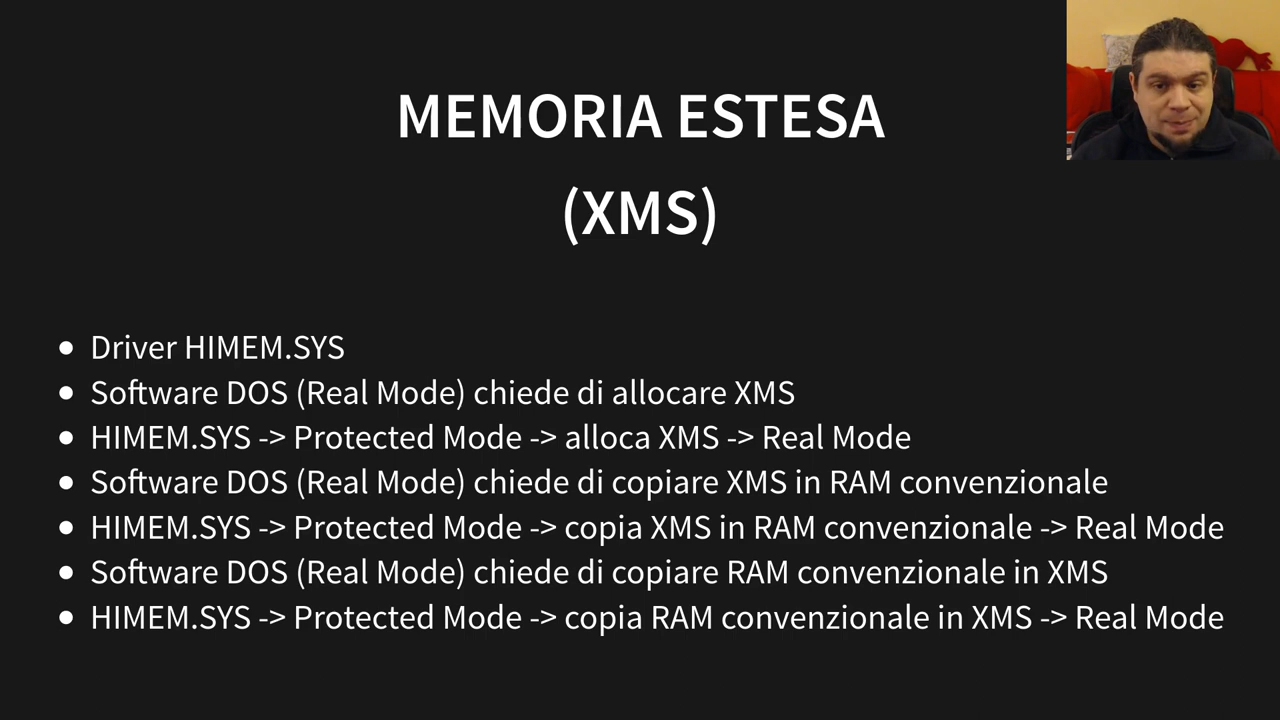 MEMORIA ESTESA
(XMS)
• Driver HIMEM.SYS
• Software DOS (Real Mode) chiede di allocare XMS
• HIMEM.SYS -> Protected Mode -> alloca XMS -> Real Mode
• Software DOS (Real Mode) chiede di copiare XMS in RAM convenzionale
• HIMEM.SYS -> Protected Mode -> copia XMS in RAM convenzionale -> Real Mode
• Software DOS (Real Mode) chiede di copiare RAM convenzionale in XMS
• HIMEM.SYS -> Protected Mode -> copia RAM convenzionale in XMS -> Real Mode